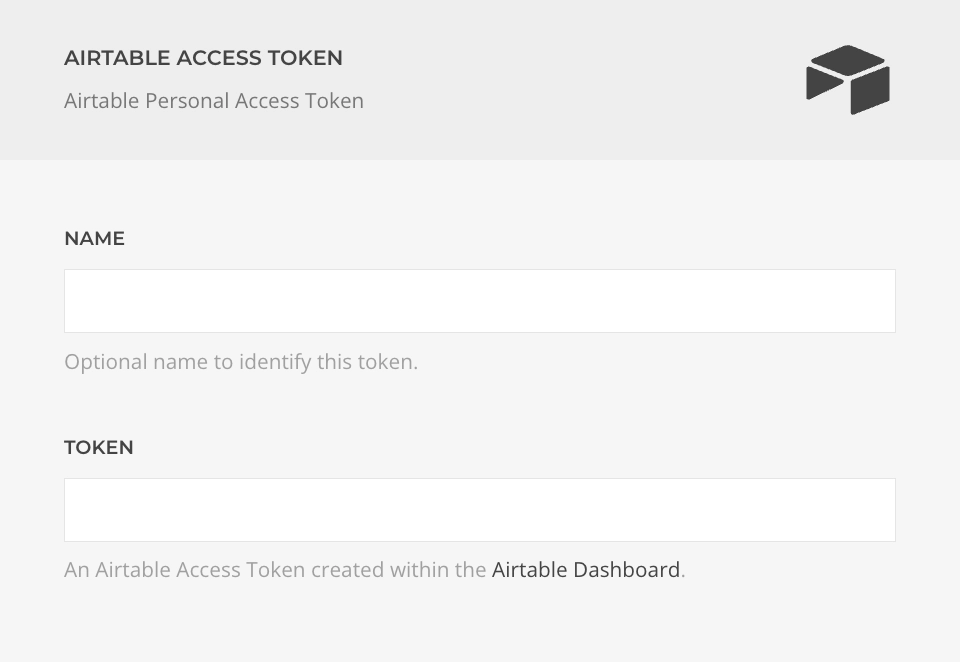 AIRTABLE ACCESS TOKEN
Airtable Personal Access Token
NAME
Optional name to identify this token.
TOKEN
An Airtable Access Token created within the Airtable Dashboard.